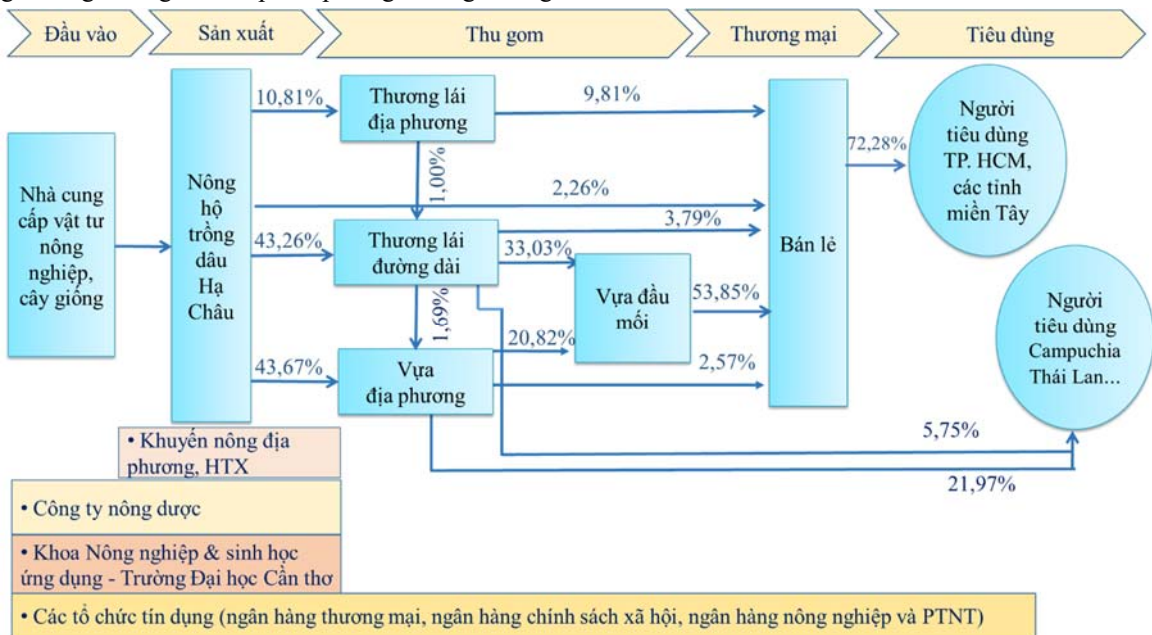 Đầu vào
Sản xuất
Thu gom
Thương mại
Tiêu dùng
Nhà cung
cấp vật tư
nông
nghiệp,
cây giống
Nông
hộ
trồng
dâu
Hạ
Châu
10,81%
Thương lái
địa phương
9,81%
1,00%
2,26%
43,26%
Thương lái
đường dài
3,79%
33,03%
Vựa đầu
mối
53,85%
1,69%
20,82%
43,67%
Vựa
địa phương
2,57%
Bán lẻ
72,28%
Người
tiêu dùng
TP. HCM,
các tỉnh
miền Tây
Người
tiêu dùng
Campuchia
Thái Lan...
5,75%
21,97%
• Khuyến nông địa
phương, HTX
• Công ty nông dược
• Khoa Nông nghiệp & sinh học
ứng dụng - Trường Đại học Cần thơ
• Các tổ chức tín dụng (ngân hàng thương mại, ngân hàng chính sách xã hội, ngân hàng nông nghiệp và PTNT)